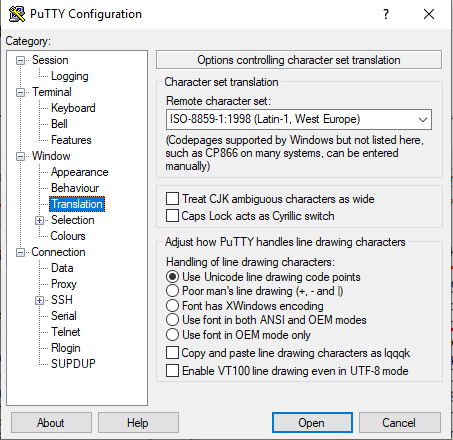 PuTTY Configuration
Category:
Session
Logging
Terminal
Keyboard
Bell
Features
Window
Appearance
Behaviour
Translation
Selection
Colours
Connection
Data
Proxy
SSH
Serial
Telnet
Rlogin
SUPDUP
Options controlling character set translation
Character set translation
Remote character set:
ISO-8859-1:1998 (Latin-1, West Europe)
(Codepages supported by Windows but not listed here,
such as CP866 on many systems, can be entered
manually)
Treat CJK ambiguous characters as wide
Caps Lock acts as Cyrillic switch
Adjust how PuTTY handles line drawing characters
Handling of line drawing characters:
Use Unicode line drawing code points
Poor man's line drawing (+, - and |)
Font has XWindows encoding
Use font in both ANSI and OEM modes
Use font in OEM mode only
Copy and paste line drawing characters as lqqqk
Enable VT100 line drawing even in UTF-8 mode
About
Help
Open
Cancel